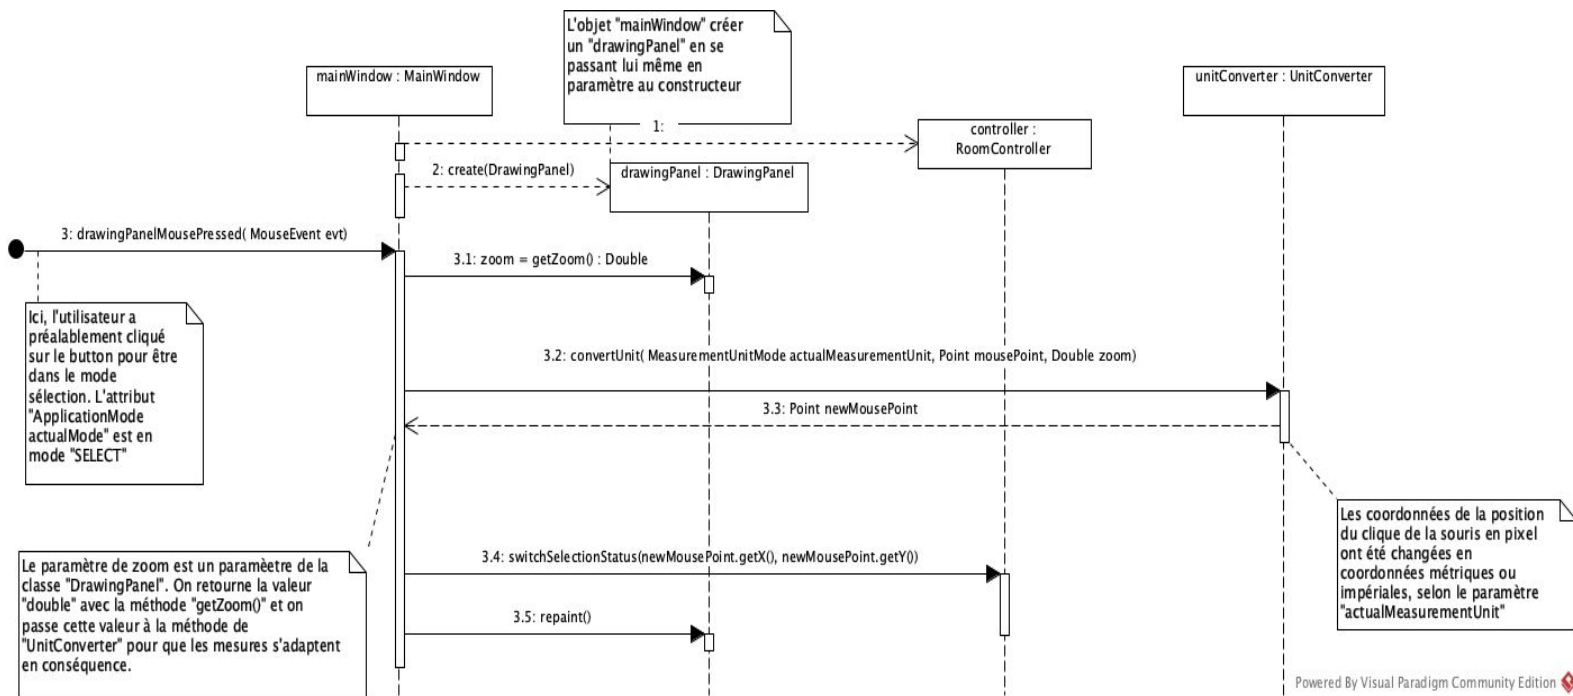 L'objet "mainWindow" créer
un "drawingPanel" en se
passant lui même en
paramètre au constructeur
mainWindow : MainWindow
unitConverter : UnitConverter
1:
controller :
RoomController
2: create(DrawingPanel)
drawingPanel : DrawingPanel
3: drawingPanelMousePressed( MouseEvent evt)
3.1: zoom = getZoom() : Double
Ici, l'utilisateur a
préalablement cliqué
sur le button pour être
dans le mode
sélection. L'attribut
"ApplicationMode
actualMode" est en
mode "SELECT"
3.2: convertUnit( MeasurementUnitMode actualMeasurementUnit, Point mousePoint, Double zoom)
3.3: Point newMousePoint
Les coordonnées de la position
du clique de la souris en pixel
ont été changées en
coordonnées métriques ou
impériales, selon le paramètre
"actualMeasurementUnit"
3.4: switchSelectionStatus(newMousePoint.getX(), newMousePoint.getY())
Le paramètre de zoom est un paramèetre de la
classe "DrawingPanel". On retourne la valeur
"double" avec la méthode "getZoom()" et on
passe cette valeur à la méthode de
"UnitConverter" pour que les mesures s'adaptent
en conséquence.
3.5: repaint()
Powered By Visual Paradigm Community Edition